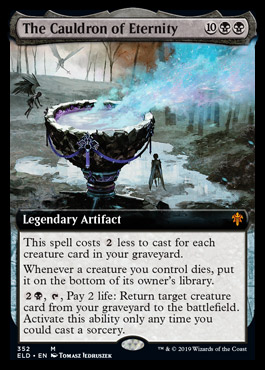 The Cauldron of Eternity 10
Legendary Artifact
This spell costs 2 less to cast for each
creature card in your graveyard.
Whenever a creature you control dies, put
it on the bottom of its owner's library.
2, , Pay 2 life: Return target creature
card from your graveyard to the battlefield.
Activate this ability only any time you
could cast a sorcery.
352 M
ELD • EN Tomasz Jedruszek
™ & © 2019 Wizards of the Coast